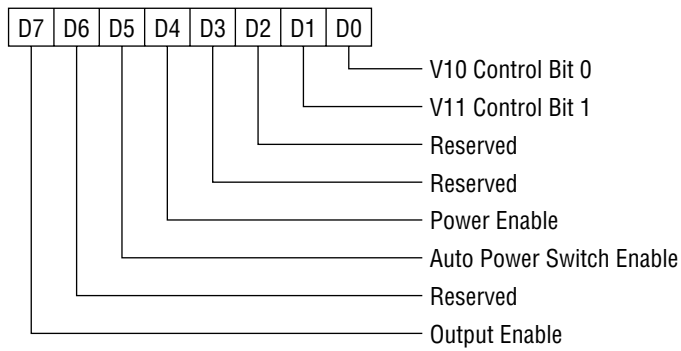 D7 D6 D5 D4 D3 D2 D1 D0
V10 Control Bit 0
V11 Control Bit 1
Reserved
Reserved
Power Enable
Auto Power Switch Enable
Reserved
Output Enable